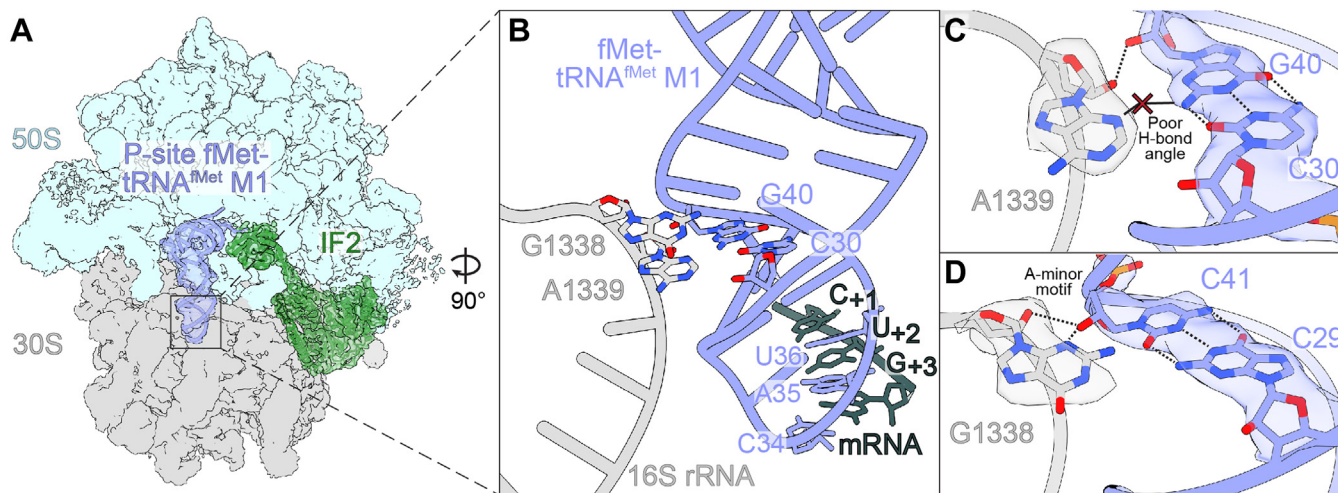 A
50S
P-site fMet-
tRNAfMet M1
IF2
30S
90°
B
fMet-
tRNAfMet M1
G40
G1338
C30
A1339
C+1
U+2
U36
G+3
A35
C34
mRNA
16S rRNA
C
G40
Poor
H-bond
angle
A1339
C30
D
A-minor
motif
C41
C29
G1338